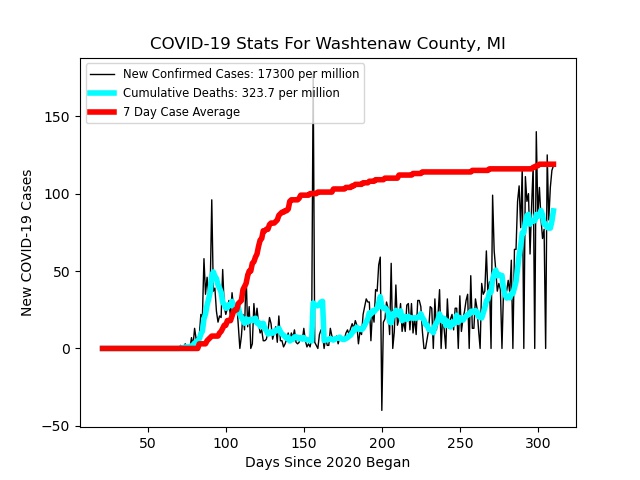 COVID-19 Stats For Washtenaw County, MI
New Confirmed Cases: 17300 per million
Cumulative Deaths: 323.7 per million
7 Day Case Average
New COVID-19 Cases
150
100
50
0
−50
50 100 150 200 250 300
Days Since 2020 Began